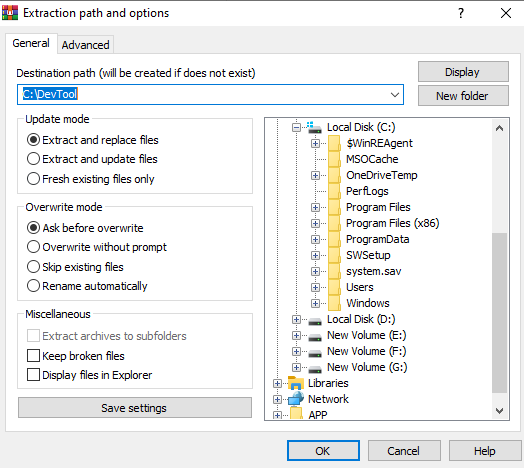 Extraction path and options
?
General
Advanced
Destination path (will be created if does not exist)
C:\DevTool
Display
New folder
Update mode
Extract and replace files
Extract and update files
Fresh existing files only
Overwrite mode
Ask before overwrite
Overwrite without prompt
Skip existing files
Rename automatically
Miscellaneous
Extract archives to subfolders
Keep broken files
Display files in Explorer
Save settings
Local Disk (C:)
$WinREAgent
MSOCache
OneDriveTemp
PerfLogs
Program Files
Program Files (x86)
ProgramData
SWSetup
system.sav
Users
Windows
Local Disk (D:)
New Volume (E:)
New Volume (F:)
New Volume (G:)
Libraries
Network
APP
OK
Cancel
Help